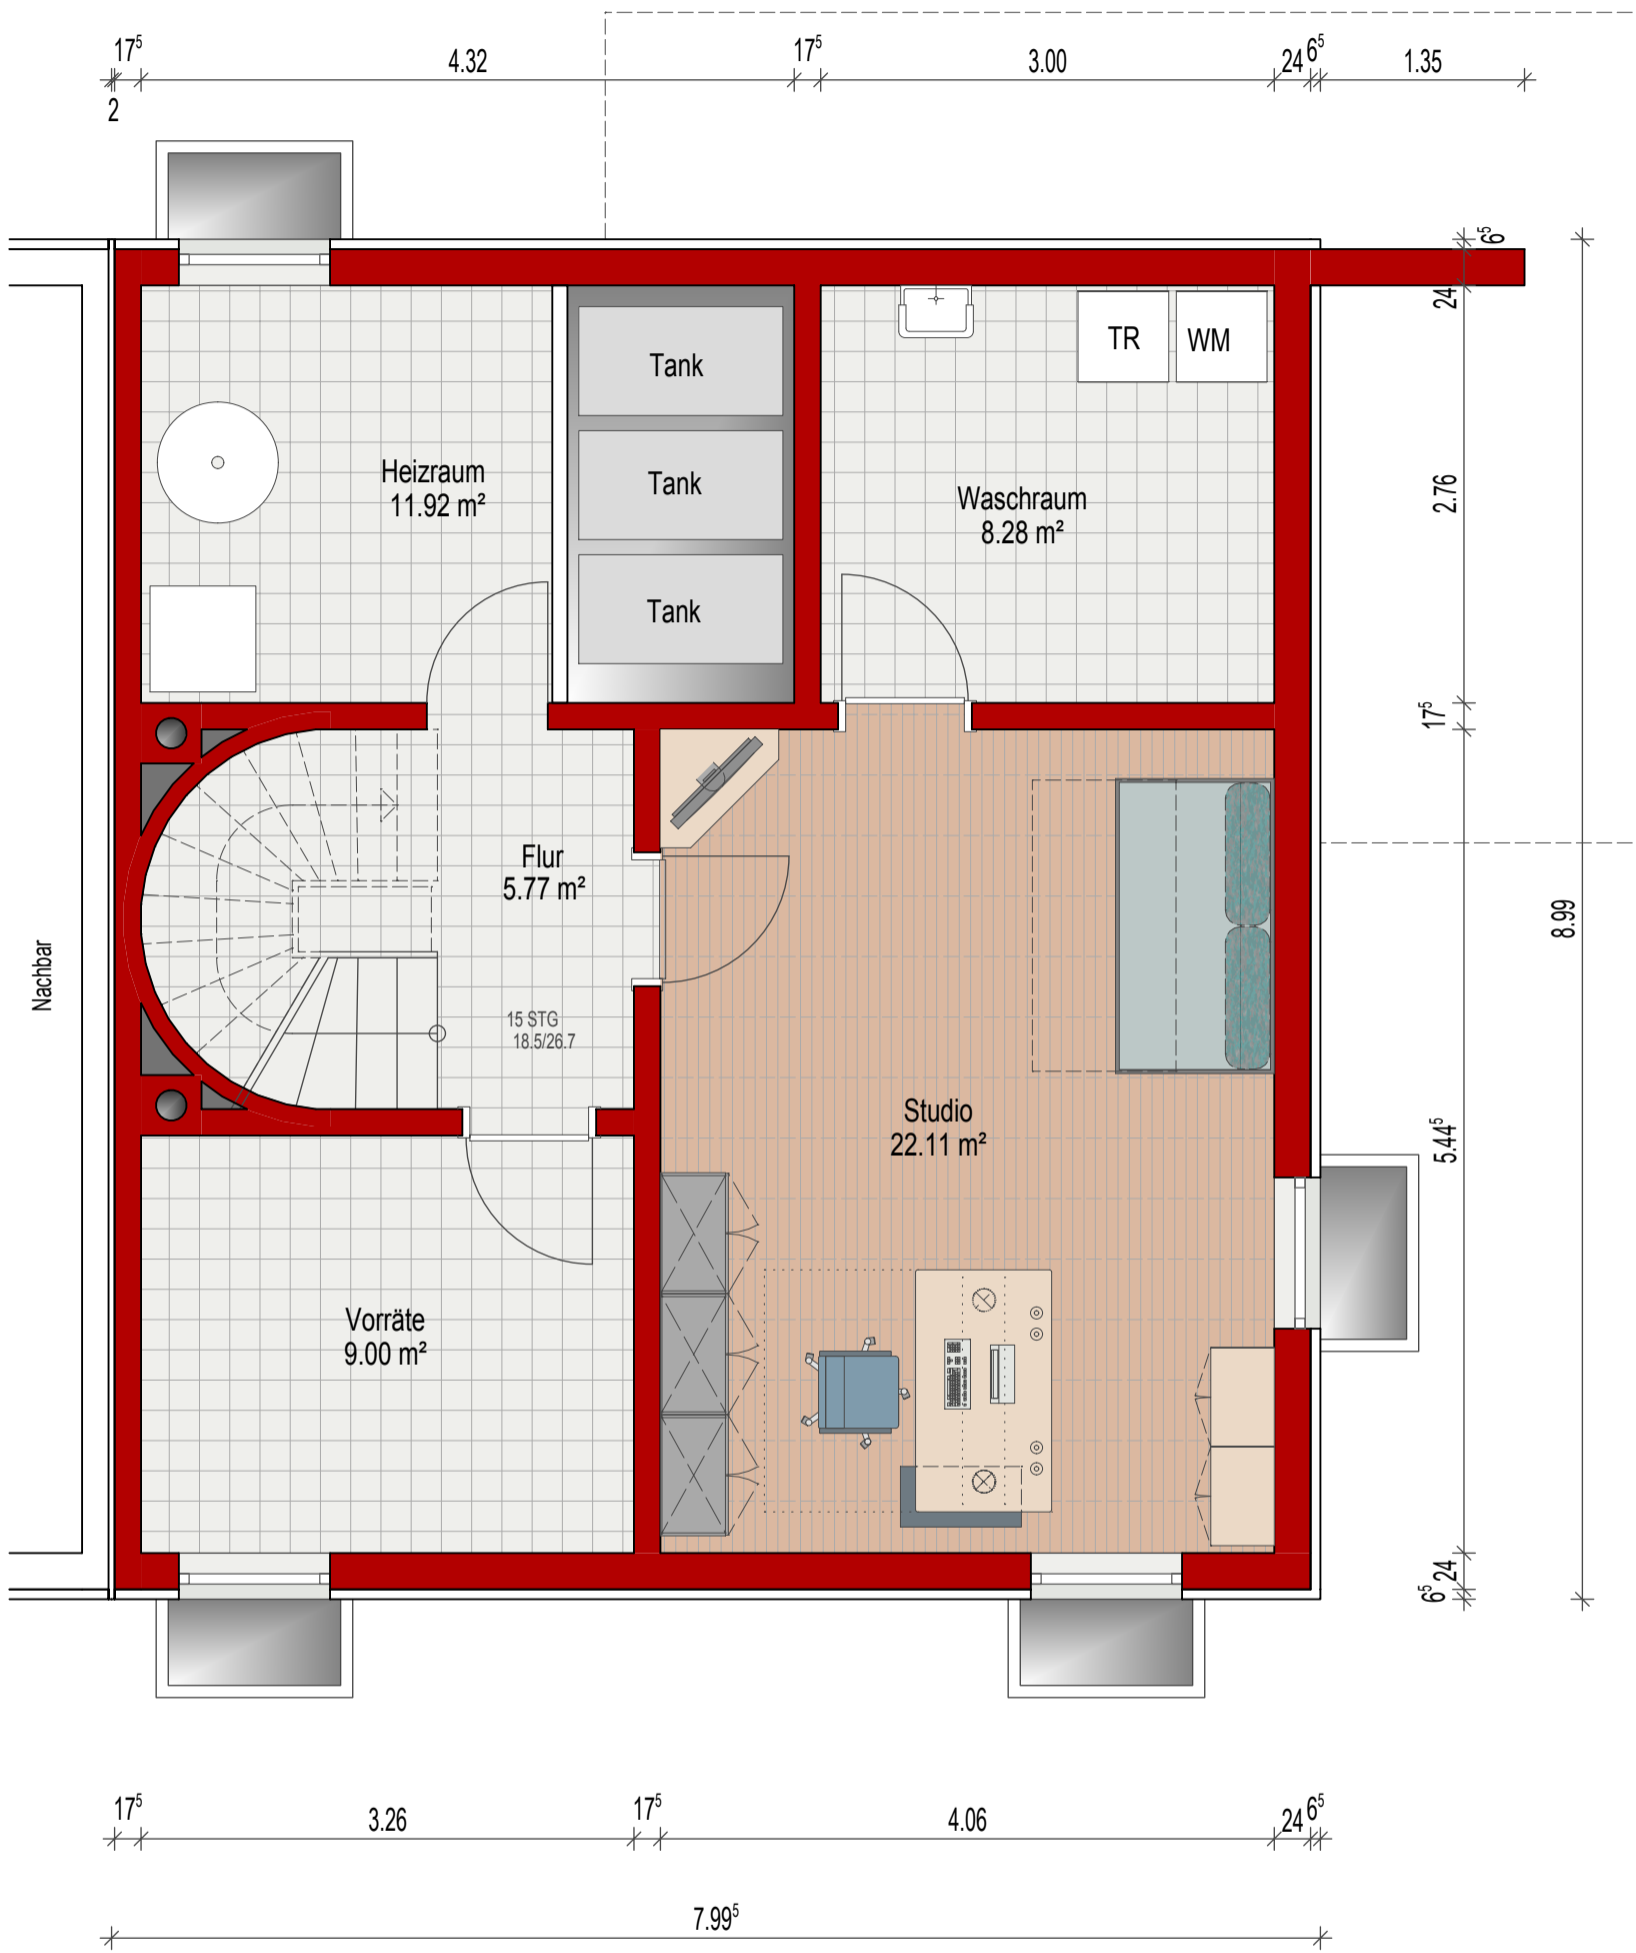 17⁵ 4.32 17⁵ 3.00 24 6⁵ 1.35
2
6⁵
24
TR WM
Tank
Tank
Tank
Heizraum
11.92 m²
Waschraum
8.28 m²
2.76
17⁵
Flur
5.77 m²
8.99
Nachbar
15 STG
18.5/26.7
Studio
22.11 m²
5.44⁵
Vorräte
9.00 m²
24
6⁵
17⁵ 3.26 17⁵ 4.06 24 6⁵
7.99⁵